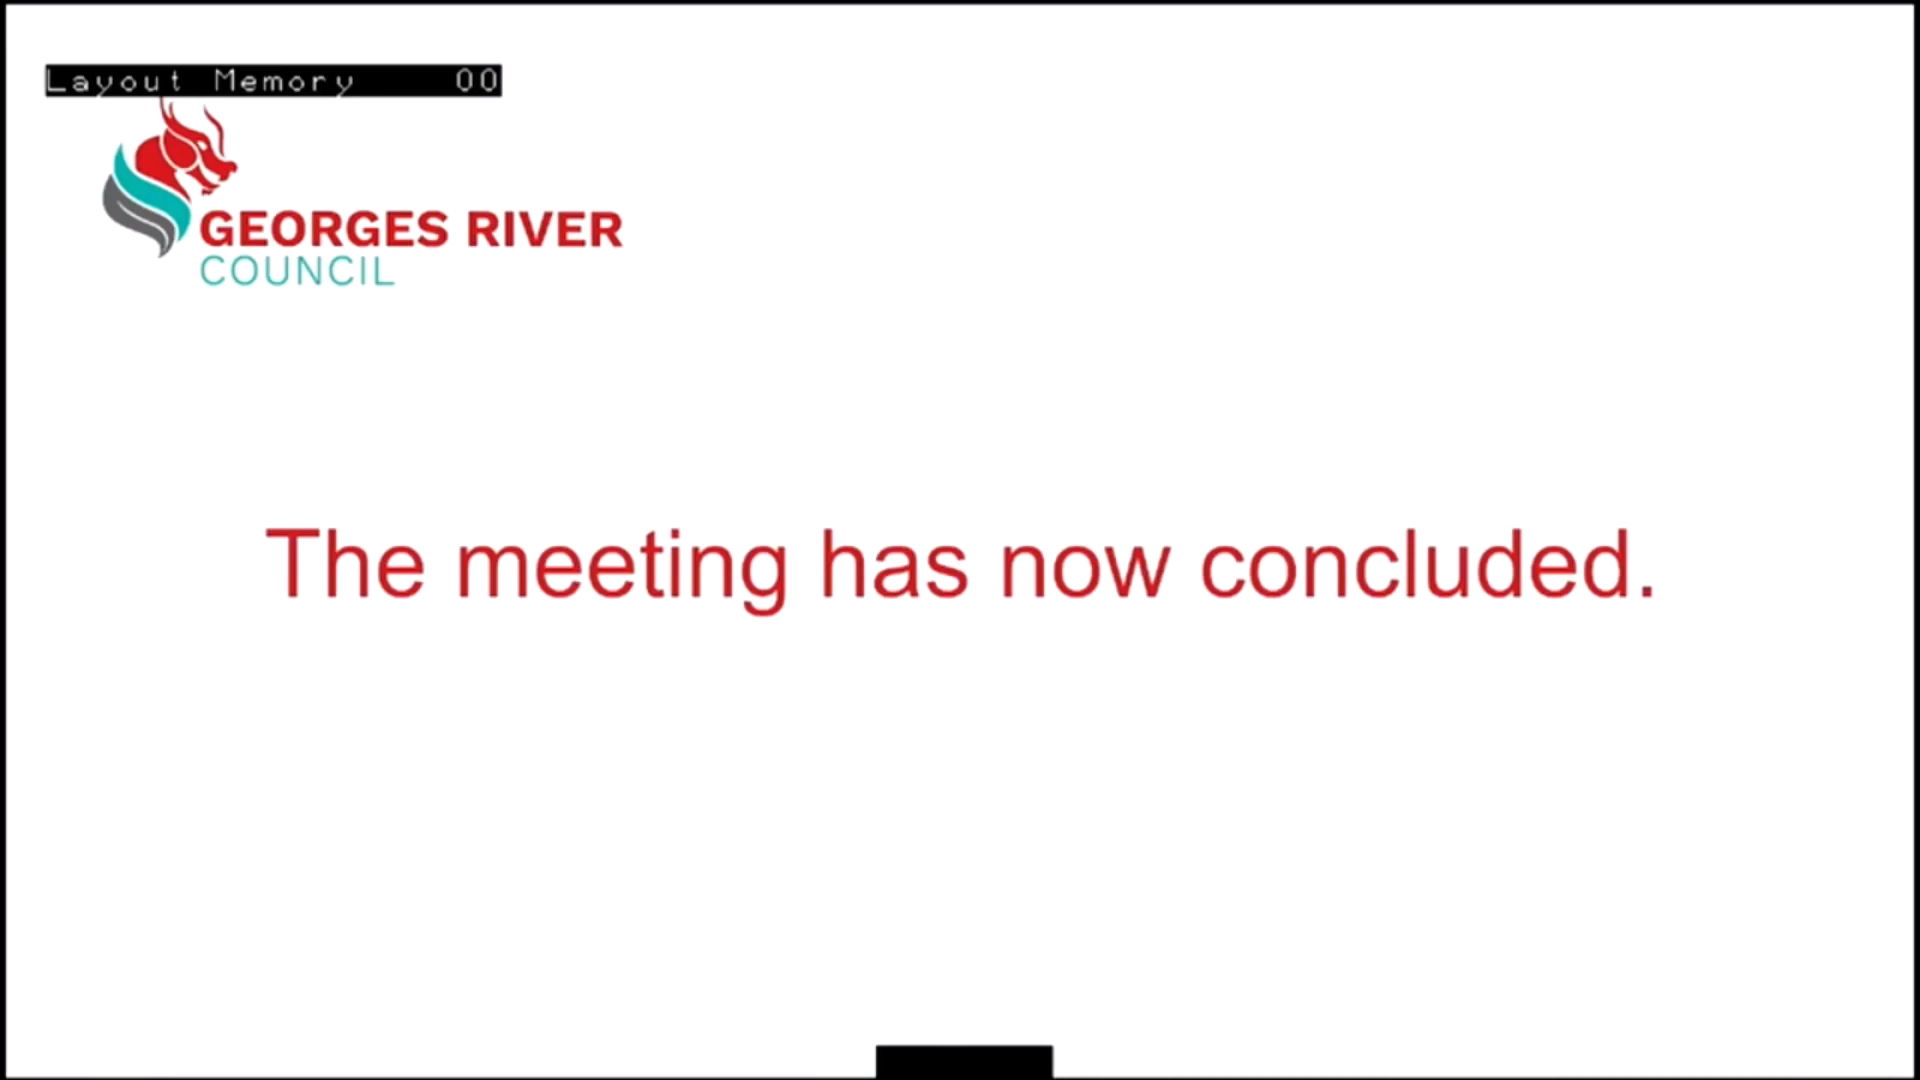 Layout Memory 00
GEORGES RIVER
COUNCIL
The meeting has now concluded.